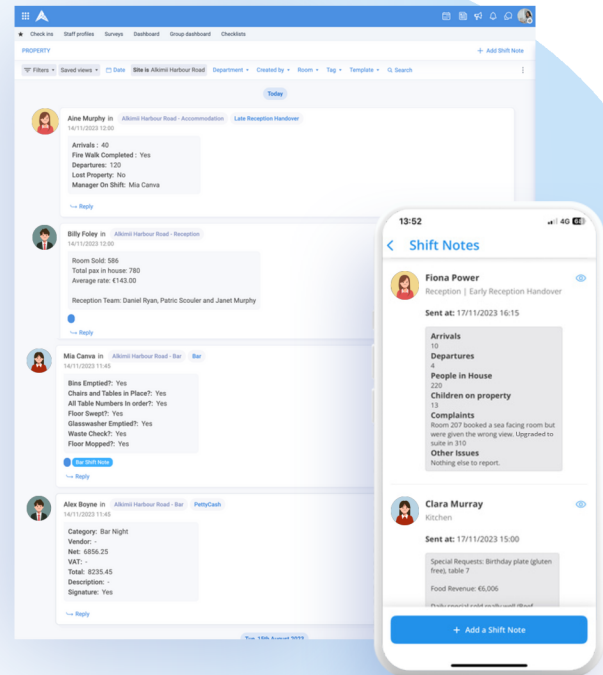 Check ins Staff profiles Surveys Dashboard Group dashboard Checklists
PROPERTY
+ Add Shift Note
Filters Saved views Date Site is Alkimii Harbour Road Department Created by Room Tag Template Search
Today
Aine Murphy in Alkimii Harbour Road - Accommodation Late Reception Handover
14/11/2023 12:00
Arrivals : 40
Fire Walk Completed : Yes
Departures: 120
Lost Property: No
Manager On Shift: Mia Canva
Reply
Billy Foley in Alkimii Harbour Road - Reception
14/11/2023 12:00
Room Sold: 586
Total pax in house: 780
Average rate: €143.00
Reception Team: Daniel Ryan, Patric Scouler and Janet Murphy
Reply
Mia Canva in Alkimii Harbour Road - Bar Bar
14/11/2023 11:45
Bins Emptied?: Yes
Chairs and Tables in Place?: Yes
All Table Numbers In order?: Yes
Floor Swept?: Yes
Glasswasher Emptied?: Yes
Waste Check?: Yes
Floor Mopped?: Yes
Bar Shift Note
Reply
Alex Boyne in Alkimii Harbour Road - Bar PettyCash
14/11/2023 11:45
Category: Bar Night
Vendor: -
Net: 6856.25
VAT: -
Total: 8235.45
Description: -
Signature: Yes
Reply
Tue, 15th August 2023
13:52 4G 60
Shift Notes
Fiona Power
Reception | Early Reception Handover
Sent at: 17/11/2023 16:15
Arrivals
10
Departures
4
People in House
220
Children on property
13
Complaints
Room 207 booked a sea facing room but
were given the wrong view. Upgraded to
suite in 310
Other Issues
Nothing else to report.
Clara Murray
Kitchen
Sent at: 17/11/2023 15:00
Special Requests: Birthday plate (gluten
free), table 7
Food Revenue: €6,006
Daily special sold really well (Beef
+ Add a Shift Note